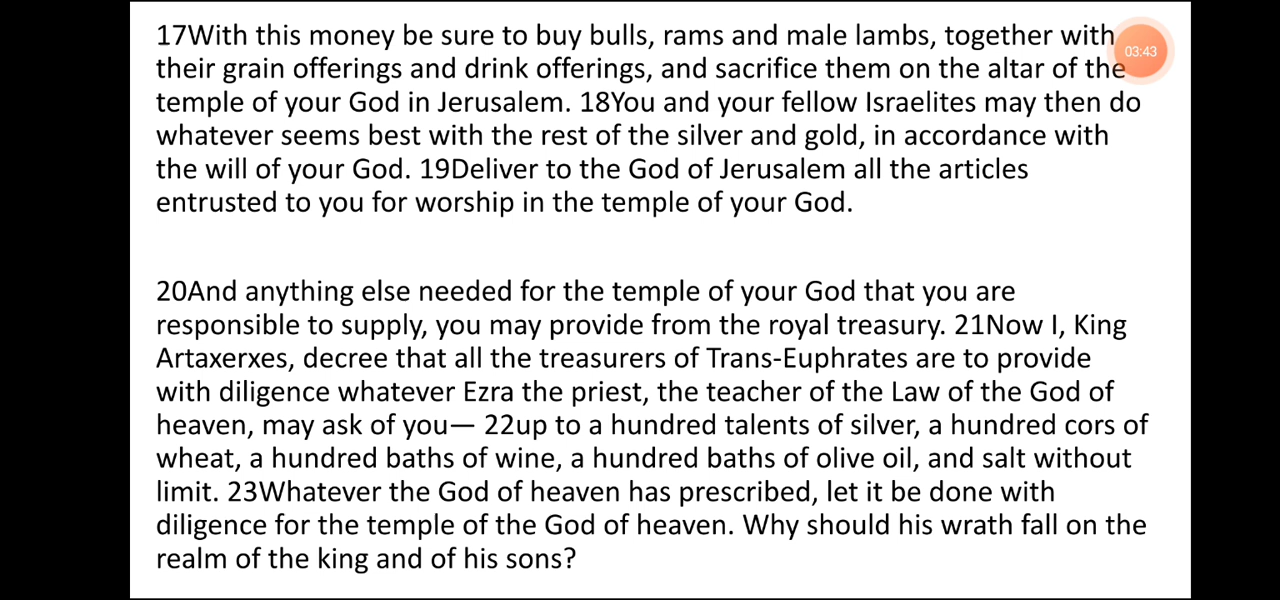 17With this money be sure to buy bulls, rams and male lambs, together with
their grain offerings and drink offerings, and sacrifice them on the altar of the
temple of your God in Jerusalem. 18You and your fellow Israelites may then do
whatever seems best with the rest of the silver and gold, in accordance with
the will of your God. 19Deliver to the God of Jerusalem all the articles
entrusted to you for worship in the temple of your God.
20And anything else needed for the temple of your God that you are
responsible to supply, you may provide from the royal treasury. 21Now I, King
Artaxerxes, decree that all the treasurers of Trans-Euphrates are to provide
with diligence whatever Ezra the priest, the teacher of the Law of the God of
heaven, may ask of you— 22up to a hundred talents of silver, a hundred cors of
wheat, a hundred baths of wine, a hundred baths of olive oil, and salt without
limit. 23Whatever the God of heaven has prescribed, let it be done with
diligence for the temple of the God of heaven. Why should his wrath fall on the
realm of the king and of his sons?
03:43